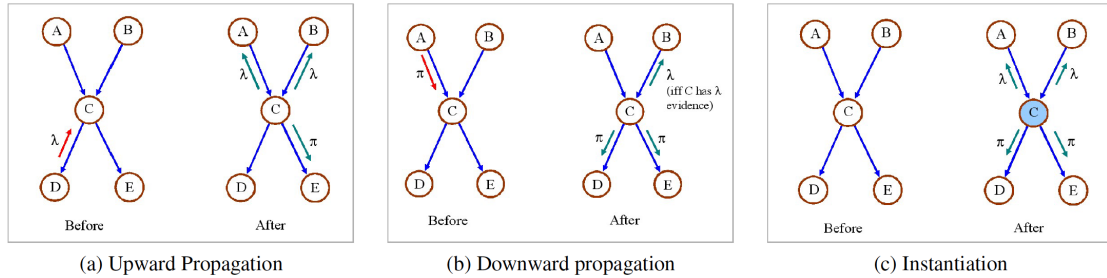 A B A B
λ λ
C C
λ π
D E D E
Before After
(a) Upward Propagation
A B A B
π λ
(iff C has λ
evidence)
C C
π π
D E D E
Before After
(b) Downward propagation
A B A B
λ λ
C C
π π
D E D E
Before After
(c) Instantiation